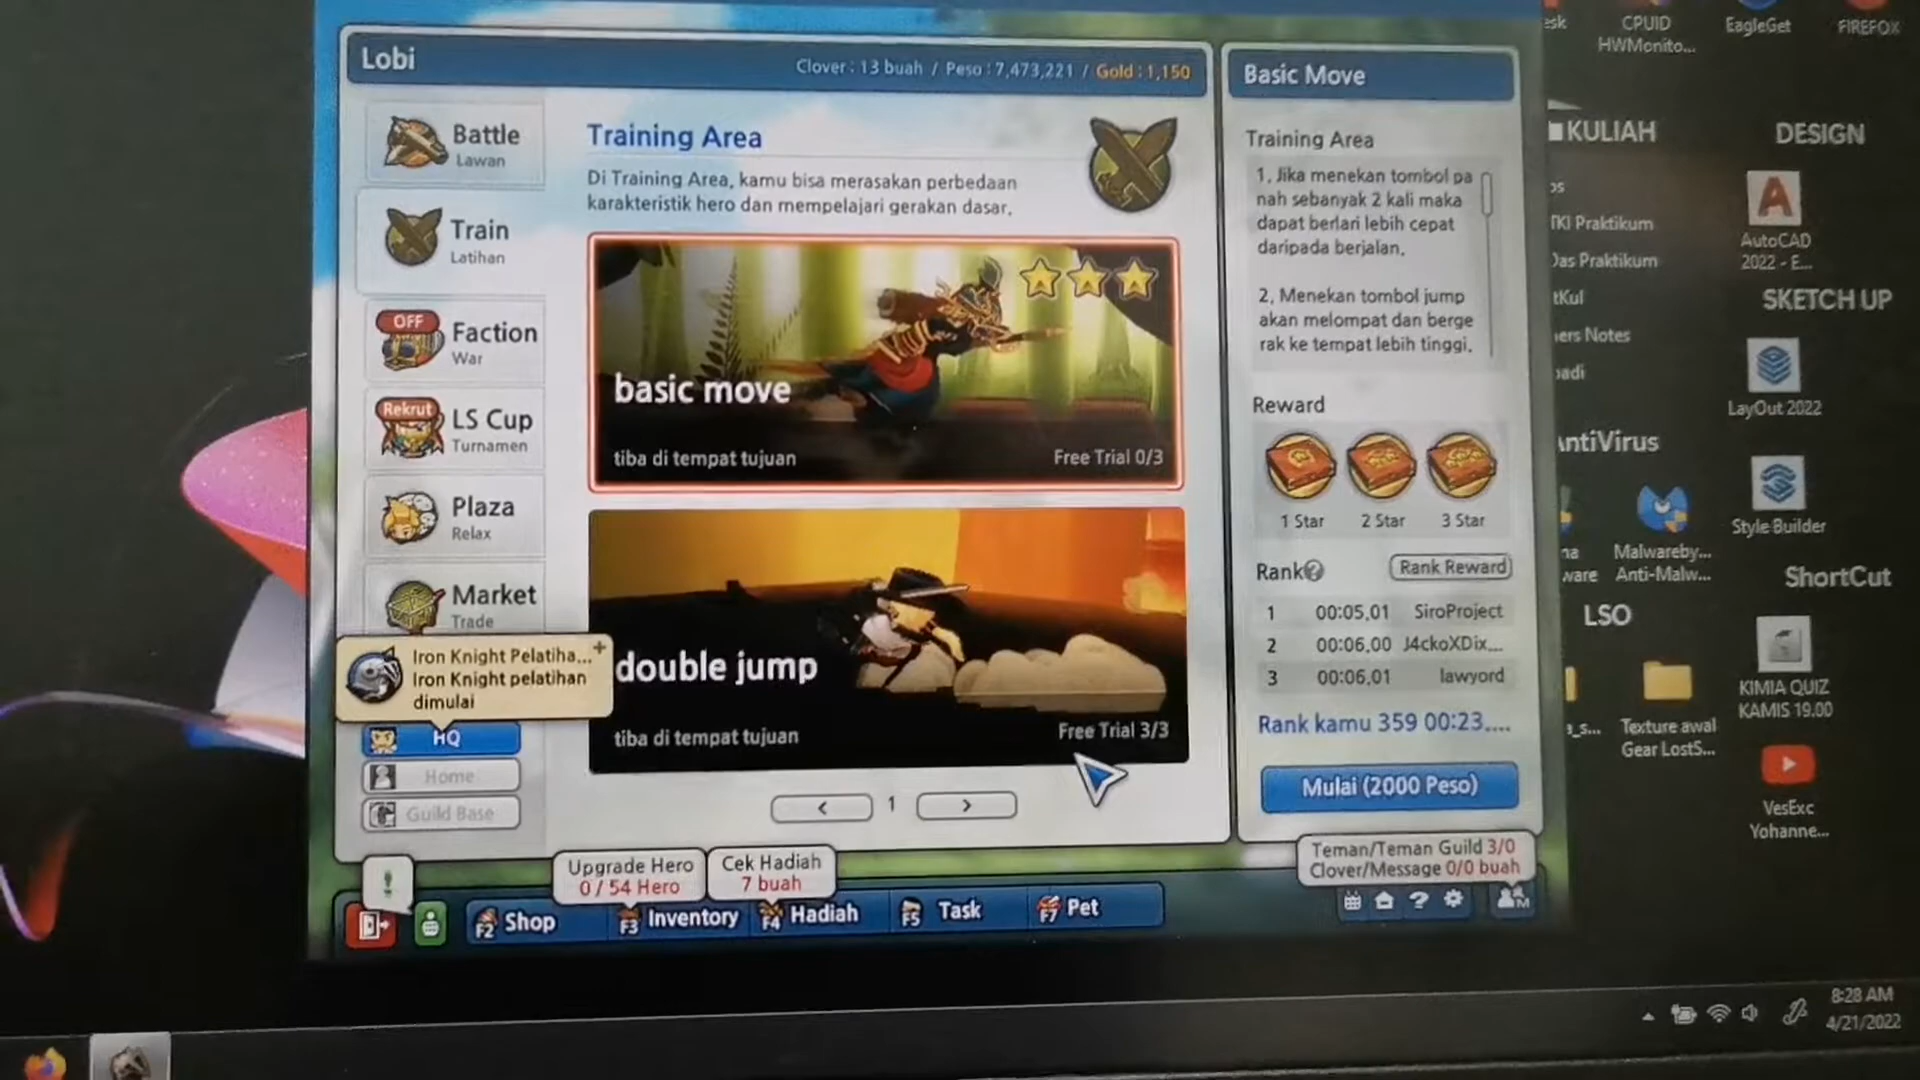 Lobi
Clover : 13 buah / Peso : 7,473,221 / Gold : 1,150
Battle
Lawan
Train
Latihan
OFF
Faction
War
Rekrut
LS Cup
Turnamen
Plaza
Relax
Market
Trade
Iron Knight Pelatiha...
Iron Knight pelatihan
dimulai
HQ
Home
Guild Base
Training Area
Di Training Area, kamu bisa merasakan perbedaan
karakteristik hero dan mempelajari gerakan dasar.
basic move
tiba di tempat tujuan
Free Trial 0/3
double jump
tiba di tempat tujuan
Free Trial 3/3
< 1 >
Basic Move
Training Area
1. Jika menekan tombol pa
nah sebanyak 2 kali maka
dapat berlari lebih cepat
daripada berjalan.
2. Menekan tombol jump
akan melompat dan berge
rak ke tempat lebih tinggi.
Reward
1 Star
2 Star
3 Star
Rank?
Rank Reward
1 00:05.01 SiroProject
2 00:06.00 J4ckoXDix...
3 00:06.01 lawyord
Rank kamu 359 00:23....
Mulai (2000 Peso)
Teman/Teman Guild 3/0
Clover/Message 0/0 buah
Upgrade Hero
0 / 54 Hero
Cek Hadiah
7 buah
F2 Shop
F3 Inventory
F4 Hadiah
F5 Task
F7 Pet
? M
esk
CPUID
HWMonito...
EagleGet
FIREFOX
KULIAH
DESIGN
TKI Praktikum
Das Praktikum
tKul
ners Notes
AutoCAD
2022 - E...
SKETCH UP
LayOut 2022
AntiVirus
Style Builder
ware
Malwareby...
Anti-Malw...
ShortCut
LSO
KIMIA QUIZ
KAMIS 19.00
Texture awal
Gear LostS...
VesExc
Yohanne...
8:28 AM
4/21/2022